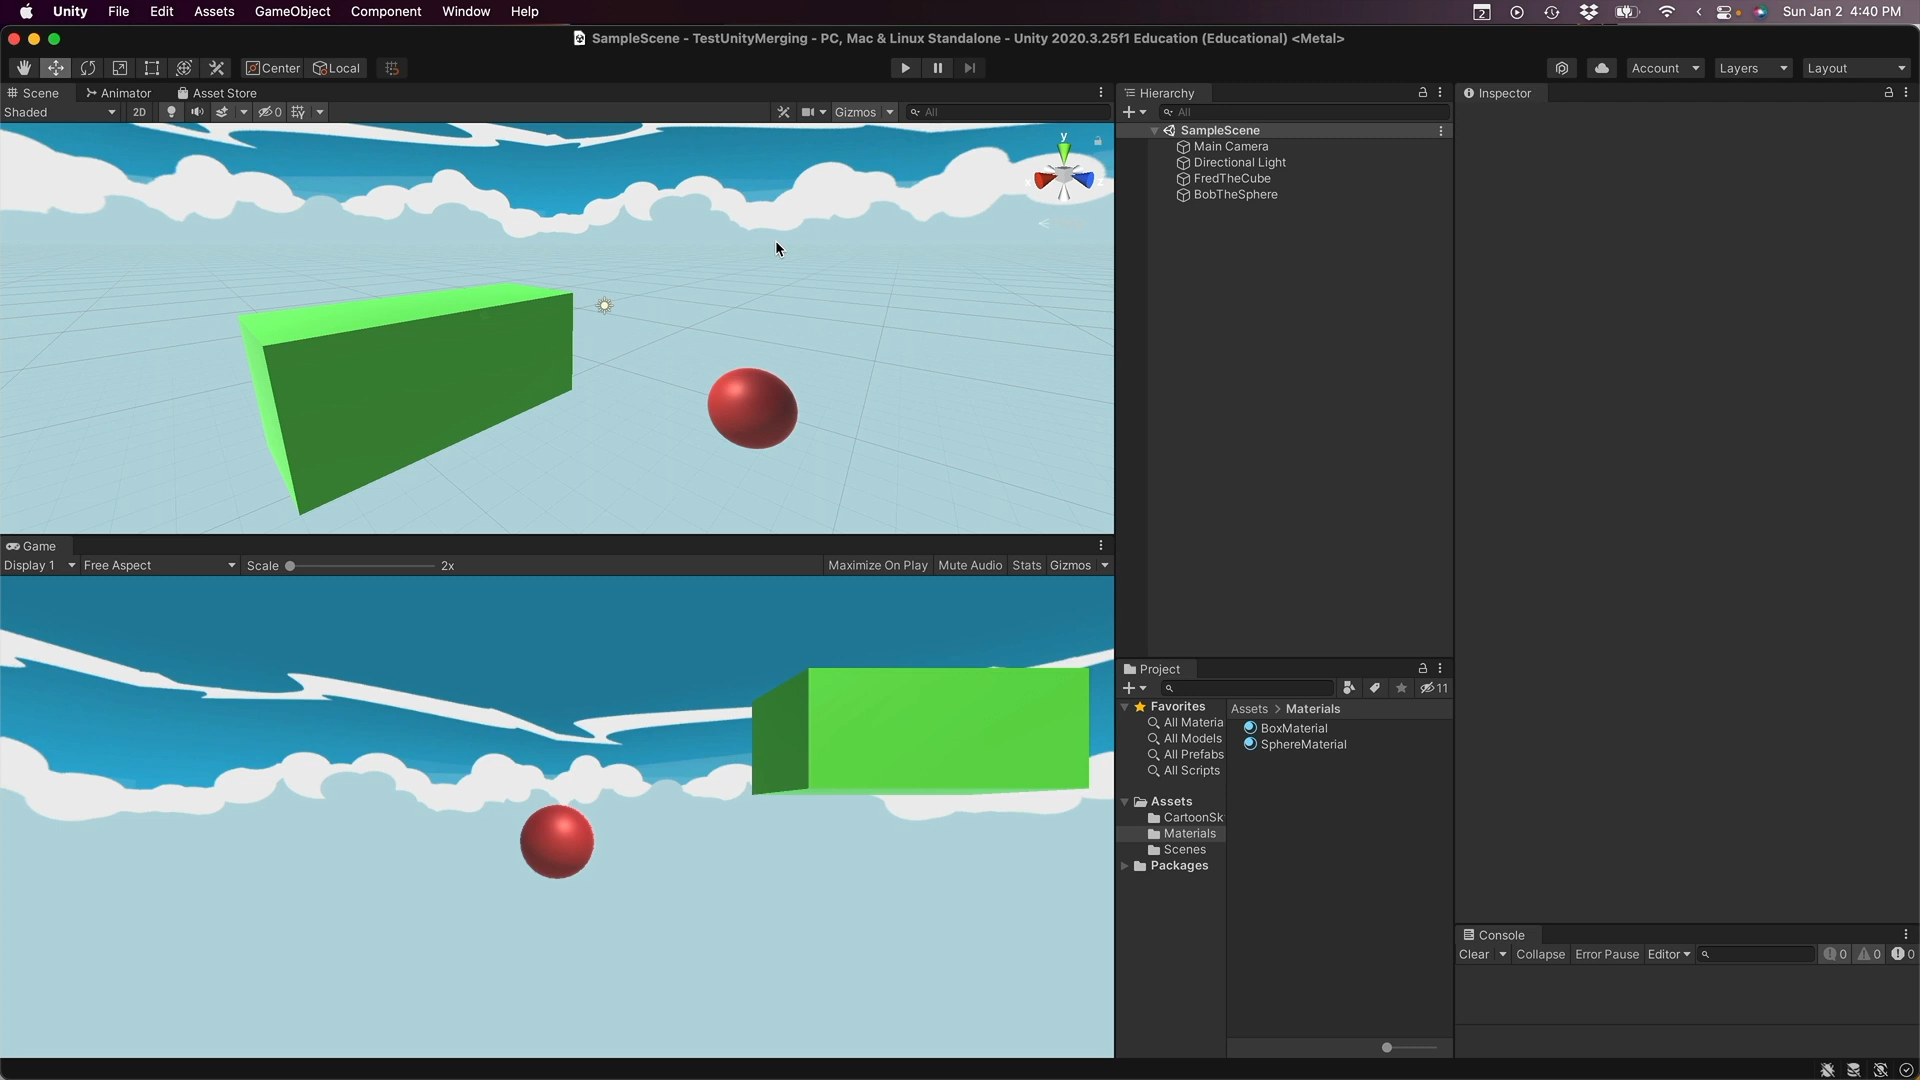 Unity File Edit Assets GameObject Component Window Help 2 Sun Jan 2 4:40 PM
SampleScene - TestUnityMerging - PC, Mac & Linux Standalone - Unity 2020.3.25f1 Education (Educational) <Metal>
Center Local Account Layers Layout
Scene Animator Asset Store
Shaded 2D 0 Gizmos All
y
x z
Game
Display 1 Free Aspect Scale 2x Maximize On Play Mute Audio Stats Gizmos
Hierarchy
All
SampleScene
Main Camera
Directional Light
FredTheCube
BobTheSphere
Project
11
Favorites
All Materia
All Models
All Prefabs
All Scripts
Assets
CartoonSk
Materials
Scenes
Packages
Assets > Materials
BoxMaterial
SphereMaterial
Inspector
Console
Clear Collapse Error Pause Editor 0 0 0